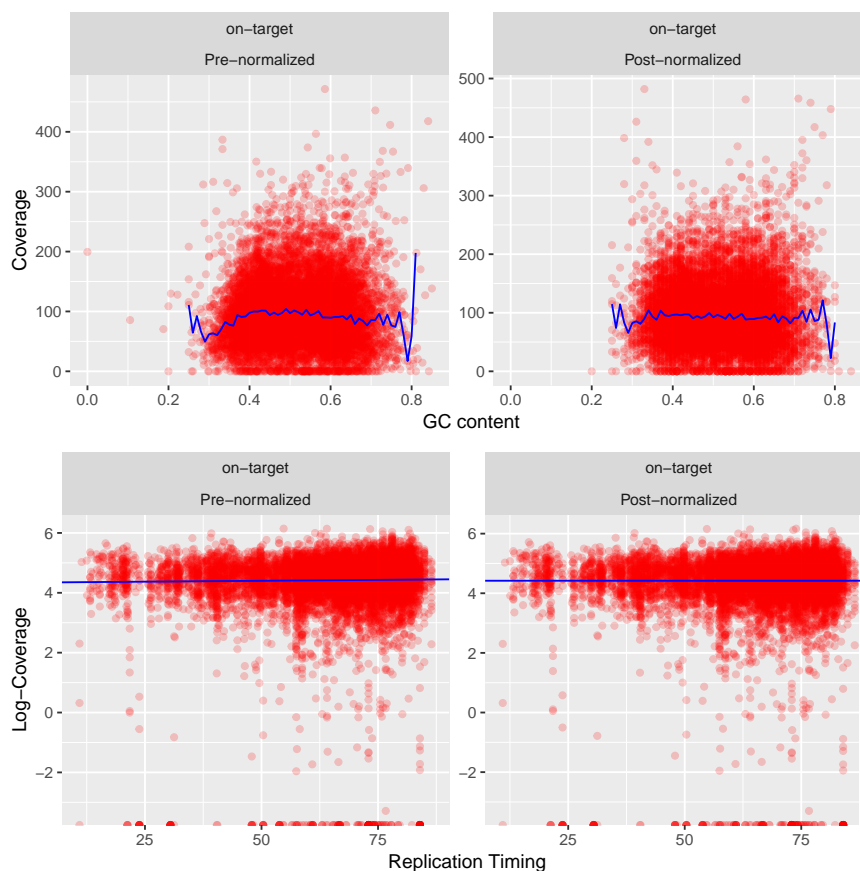 on−target
on−target
Pre−normalized
Post−normalized
500
400
400
300
300
200
200
100
100
0
0
Coverage
0.0 0.2 0.4 0.6 0.8
0.0 0.2 0.4 0.6 0.8
GC content
on−target
on−target
Pre−normalized
Post−normalized
6
6
4
4
2
2
0
0
−2
−2
Log−Coverage
25 50 75
25 50 75
Replication Timing